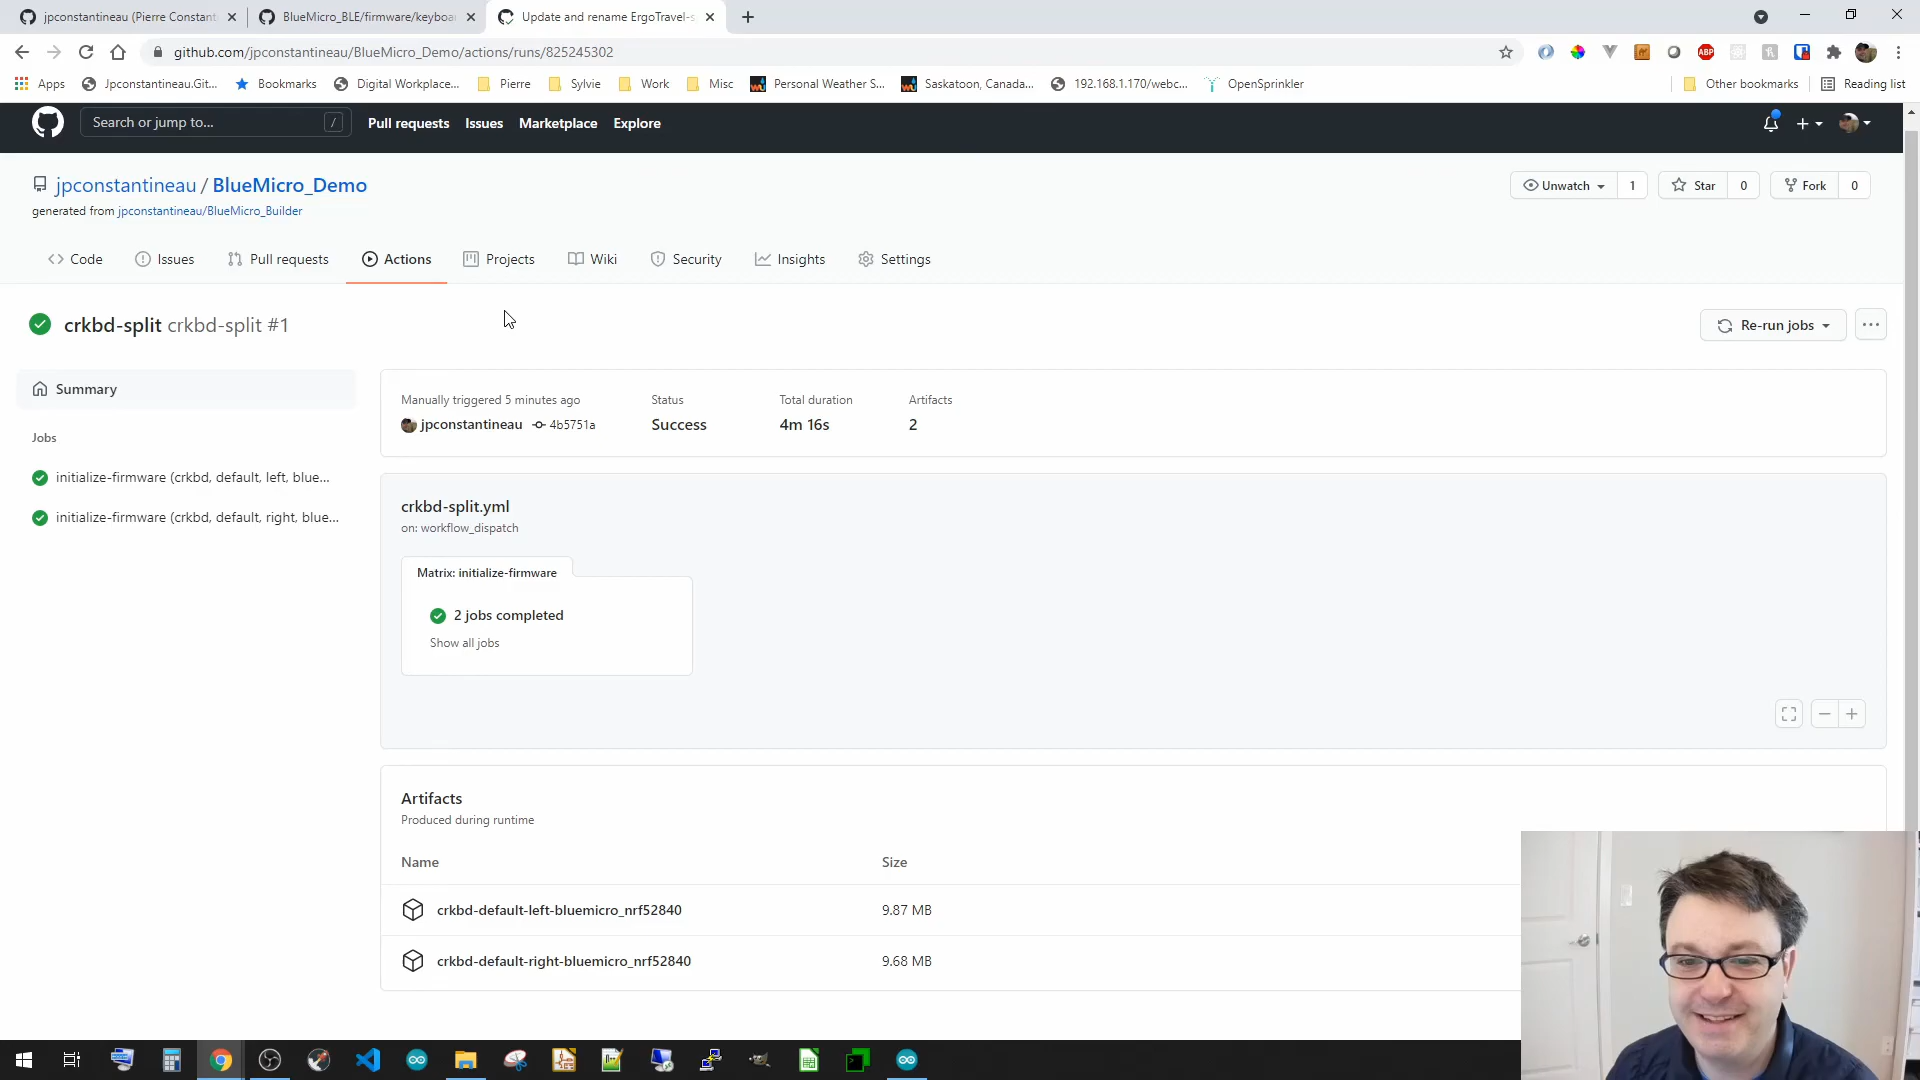 jpconstantineau (Pierre Constant
BlueMicro_BLE/firmware/keyboa
Update and rename ErgoTravel-s
github.com/jpconstantineau/BlueMicro_Demo/actions/runs/825245302
ABP
Apps
Jpconstantineau.Git...
Bookmarks
Digital Workplace...
Pierre
Sylvie
Work
Misc
Personal Weather S...
Saskatoon, Canada...
192.168.1.170/webc...
OpenSprinkler
Other bookmarks
Reading list
Search or jump to...
/
Pull requests
Issues
Marketplace
Explore
jpconstantineau / BlueMicro_Demo
generated from jpconstantineau/BlueMicro_Builder
Unwatch 1
Star 0
Fork 0
Code
Issues
Pull requests
Actions
Projects
Wiki
Security
Insights
Settings
crkbd-split crkbd-split #1
Re-run jobs
Summary
Jobs
initialize-firmware (crkbd, default, left, blue...
initialize-firmware (crkbd, default, right, blue...
Manually triggered 5 minutes ago
jpconstantineau 4b5751a
Status
Success
Total duration
4m 16s
Artifacts
2
crkbd-split.yml
on: workflow_dispatch
Matrix: initialize-firmware
2 jobs completed
Show all jobs
Artifacts
Produced during runtime
Name Size
crkbd-default-left-bluemicro_nrf52840 9.87 MB
crkbd-default-right-bluemicro_nrf52840 9.68 MB